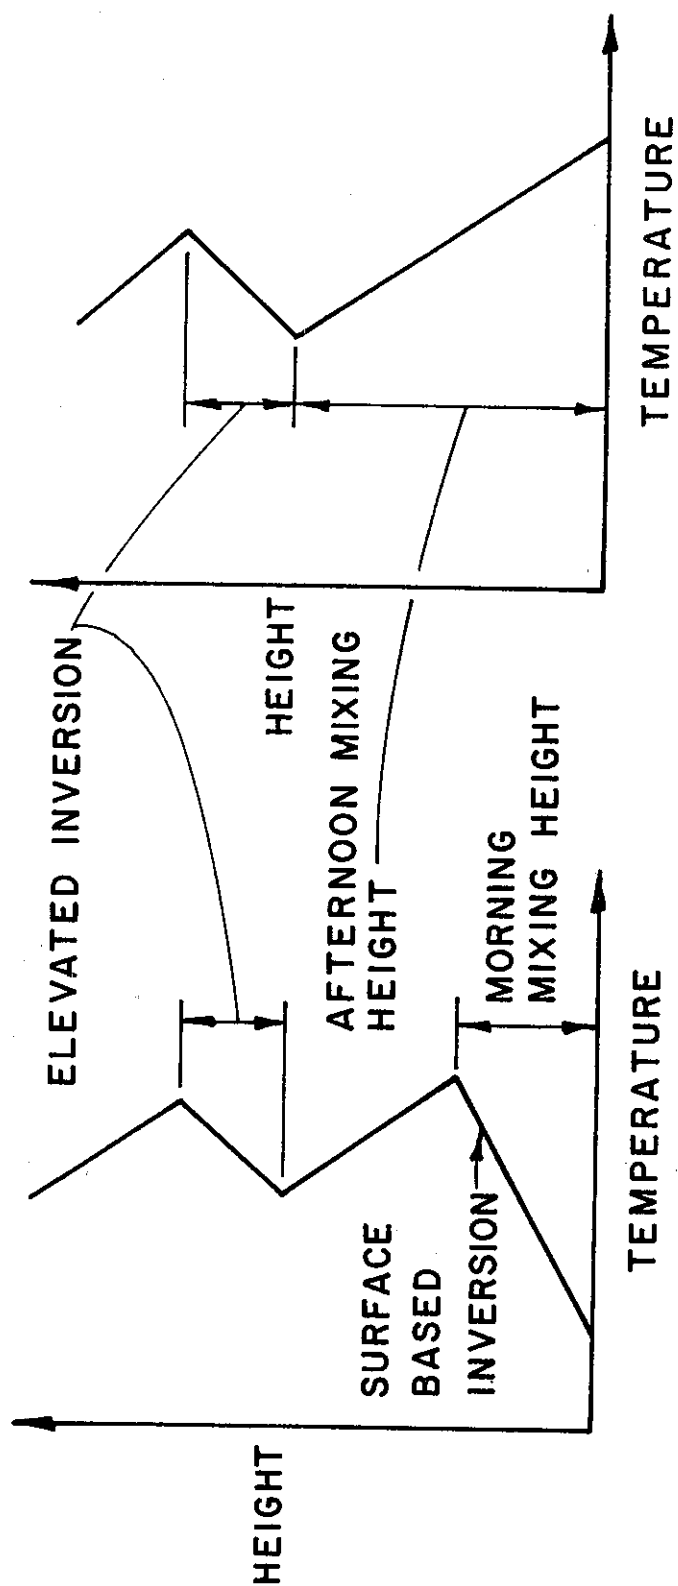 ELEVATED INVERSION
HEIGHT
SURFACE
BASED
INVERSION
MORNING
MIXING HEIGHT
TEMPERATURE
AFTERNOON MIXING
HEIGHT
HEIGHT
TEMPERATURE